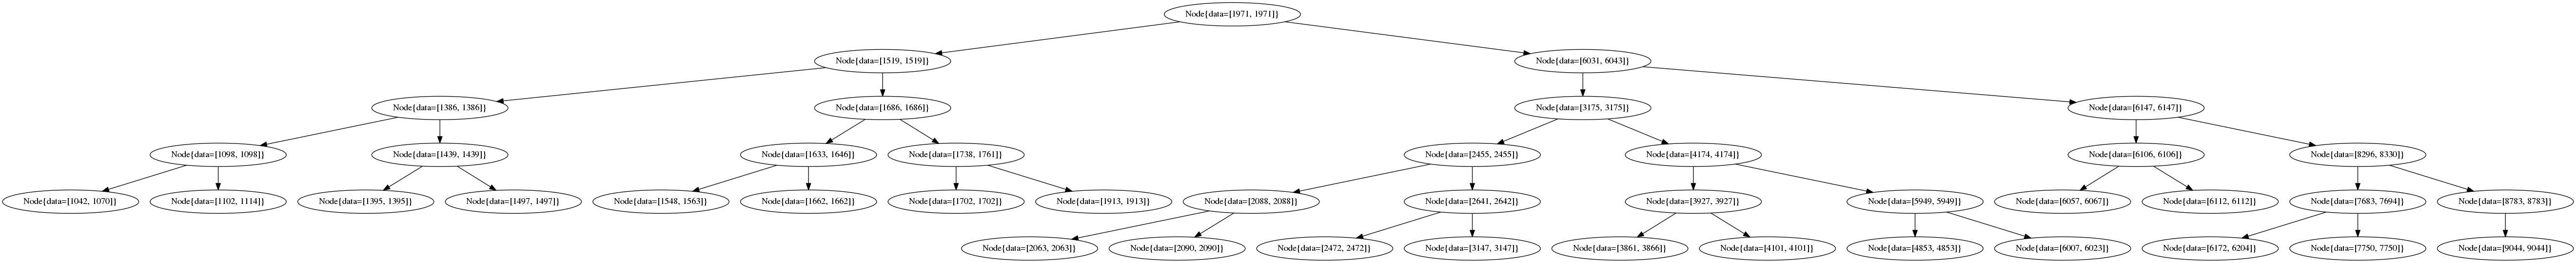 Node{data=[1971, 1971]}
Node{data=[1519, 1519]}
Node{data=[6031, 6043]}
Node{data=[1386, 1386]}
Node{data=[1686, 1686]}
Node{data=[3175, 3175]}
Node{data=[6147, 6147]}
Node{data=[1098, 1098]}
Node{data=[1439, 1439]}
Node{data=[1633, 1646]}
Node{data=[1738, 1761]}
Node{data=[2455, 2455]}
Node{data=[4174, 4174]}
Node{data=[6106, 6106]}
Node{data=[8296, 8330]}
Node{data=[1042, 1070]}
Node{data=[1102, 1114]}
Node{data=[1395, 1395]}
Node{data=[1497, 1497]}
Node{data=[1548, 1563]}
Node{data=[1662, 1662]}
Node{data=[1702, 1702]}
Node{data=[1913, 1913]}
Node{data=[2088, 2088]}
Node{data=[2641, 2642]}
Node{data=[3927, 3927]}
Node{data=[5949, 5949]}
Node{data=[6057, 6067]}
Node{data=[6112, 6112]}
Node{data=[7683, 7694]}
Node{data=[8783, 8783]}
Node{data=[2063, 2063]}
Node{data=[2090, 2090]}
Node{data=[2472, 2472]}
Node{data=[3147, 3147]}
Node{data=[3861, 3866]}
Node{data=[4101, 4101]}
Node{data=[4853, 4853]}
Node{data=[6007, 6023]}
Node{data=[6172, 6204]}
Node{data=[7750, 7750]}
Node{data=[9044, 9044]}